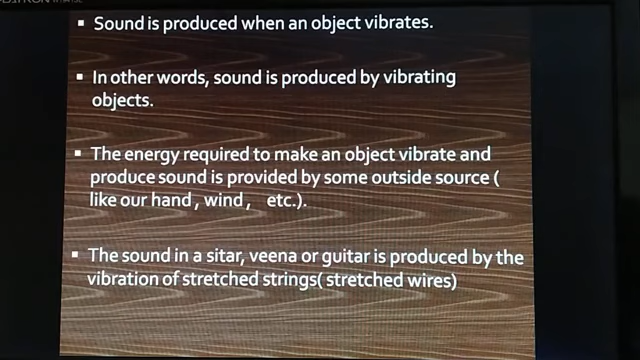 ▪ Sound is produced when an object vibrates.
▪ In other words, sound is produced by vibrating
objects.
▪ The energy required to make an object vibrate and
produce sound is provided by some outside source (
like our hand , wind , etc.).
▪ The sound in a sitar, veena or guitar is produced by the
vibration of stretched strings( stretched wires)